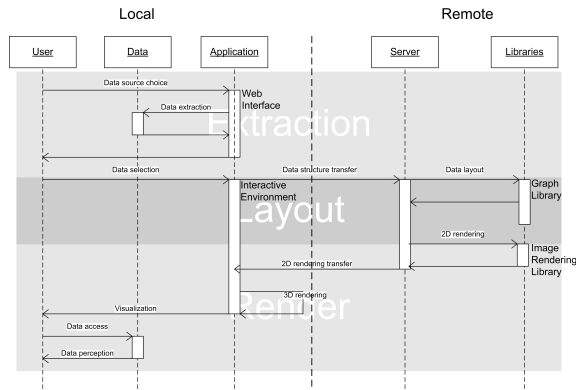 Local
Remote
User
Data
Application
Server
Libraries
Data source choice
Web
Interface
Data extraction
Extraction
Data selection
Data structure transfer
Data layout
Interactive
Environment
Graph
Library
Layout
2D rendering
Image
Rendering
Library
2D rendering transfer
3D rendering
Render
Visualization
Data access
Data perception